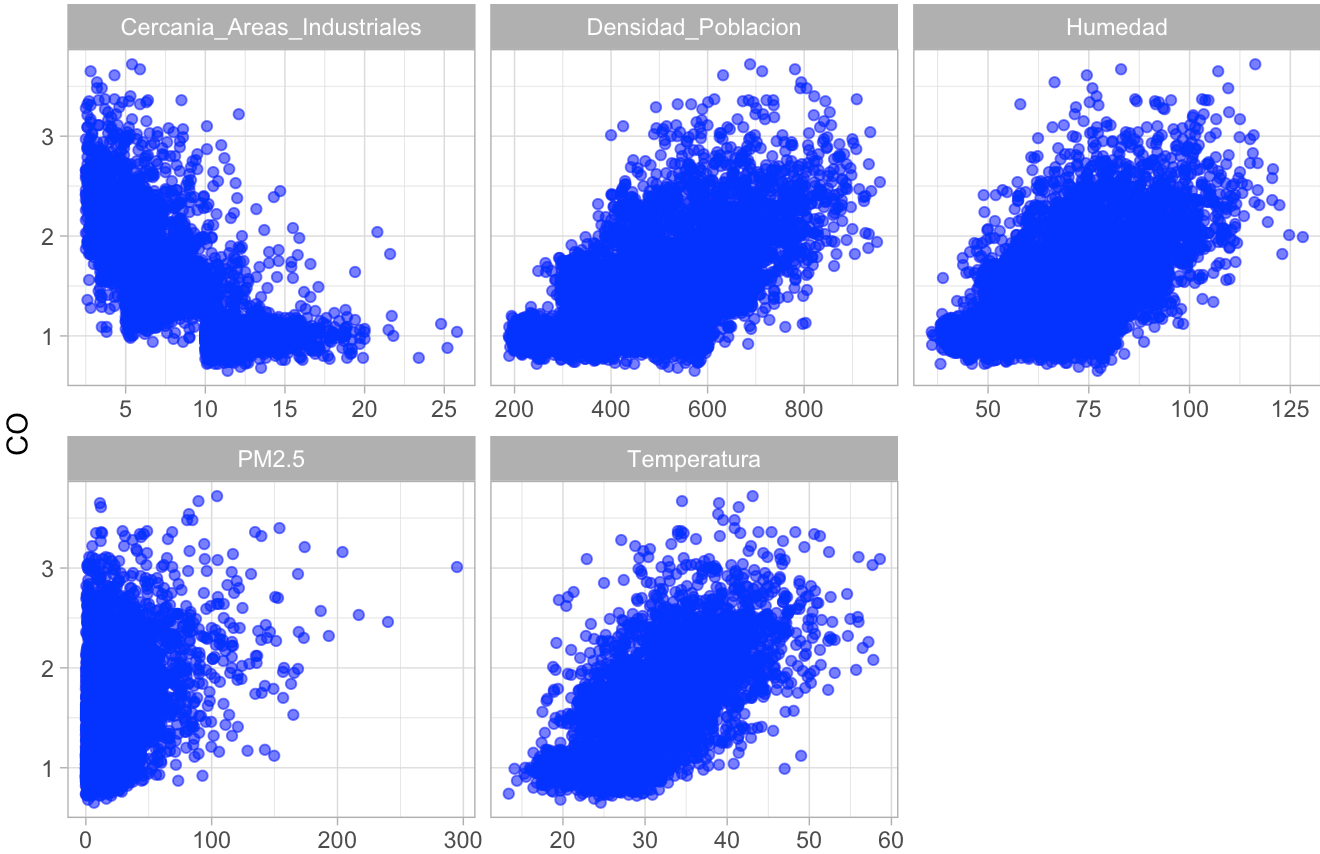 Cercania_Areas_Industriales
Densidad_Poblacion
Humedad
3
2
1
5 10 15 20 25
200 400 600 800
50 75 100 125
CO
PM2.5
Temperatura
3
2
1
0 100 200 300
20 30 40 50 60